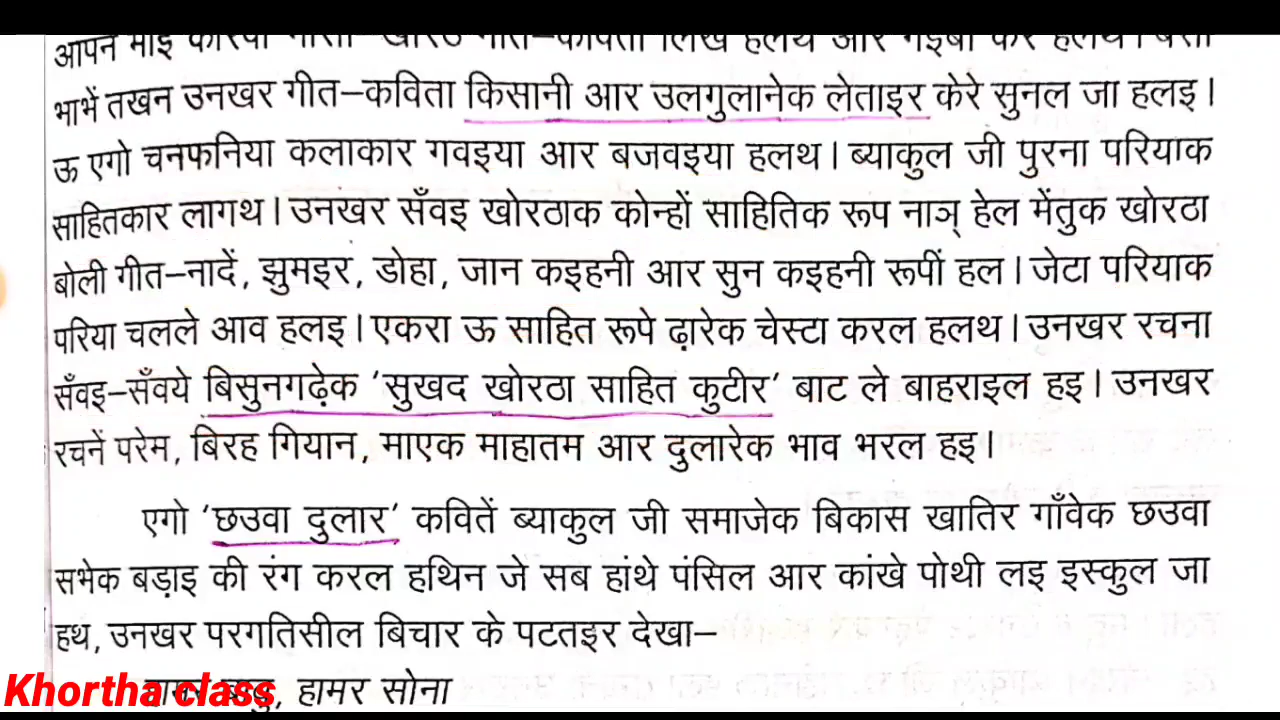 भाभें तखन उनखर गीत–कविता किसानी आर उलगुलानेक लेताइर केरे सुनल जा हलइ।
ऊ एगो चनफनिया कलाकार गवइया आर बजवइया हलथ। ब्याकुल जी पुरना परियाक
साहितकार लागथ। उनखर सँवइ खोरठाक कोन्हों साहितिक रूप नाञ् हेल मेंतुक खोरठा
बोली गीत–नादें, झुमइर, डोहा, जान कइहनी आर सुन कइहनी रूपीं हल। जेटा परियाक
परिया चलले आव हलइ। एकरा ऊ साहित रूपे ढ़ारेक चेस्टा करल हलथ। उनखर रचना
सँवइ–सँवये बिसुनगढ़ेक 'सुखद खोरठा साहित कुटीर' बाट ले बाहराइल हइ। उनखर
रचनें परेम, बिरह गियान, माएक माहातम आर दुलारेक भाव भरल हइ।
एगो 'छउवा दुलार' कवितें ब्याकुल जी समाजेक बिकास खातिर गाँवेक छउवा
सभेक बड़ाइ की रंग करल हथिन जे सब हांथे पंसिल आर कांखे पोथी लइ इस्कुल जा
हथ, उनखर परगतिसील बिचार के पटतइर देखा–
हामर सोना
Khortha class